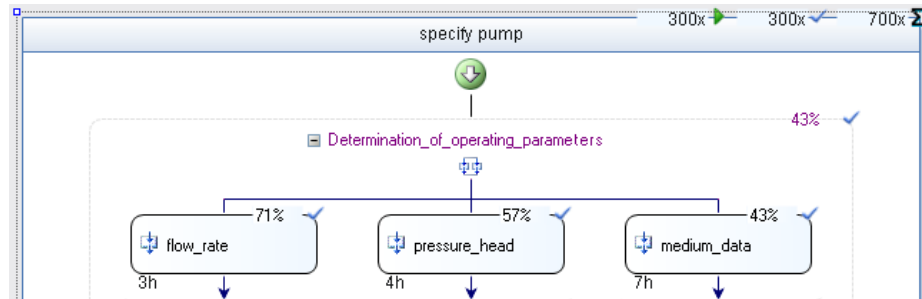 300x 300x 700x Σ
specify pump
43%
Determination_of_operating_parameters
71% 57% 43%
flow_rate pressure_head medium_data
3h 4h 7h